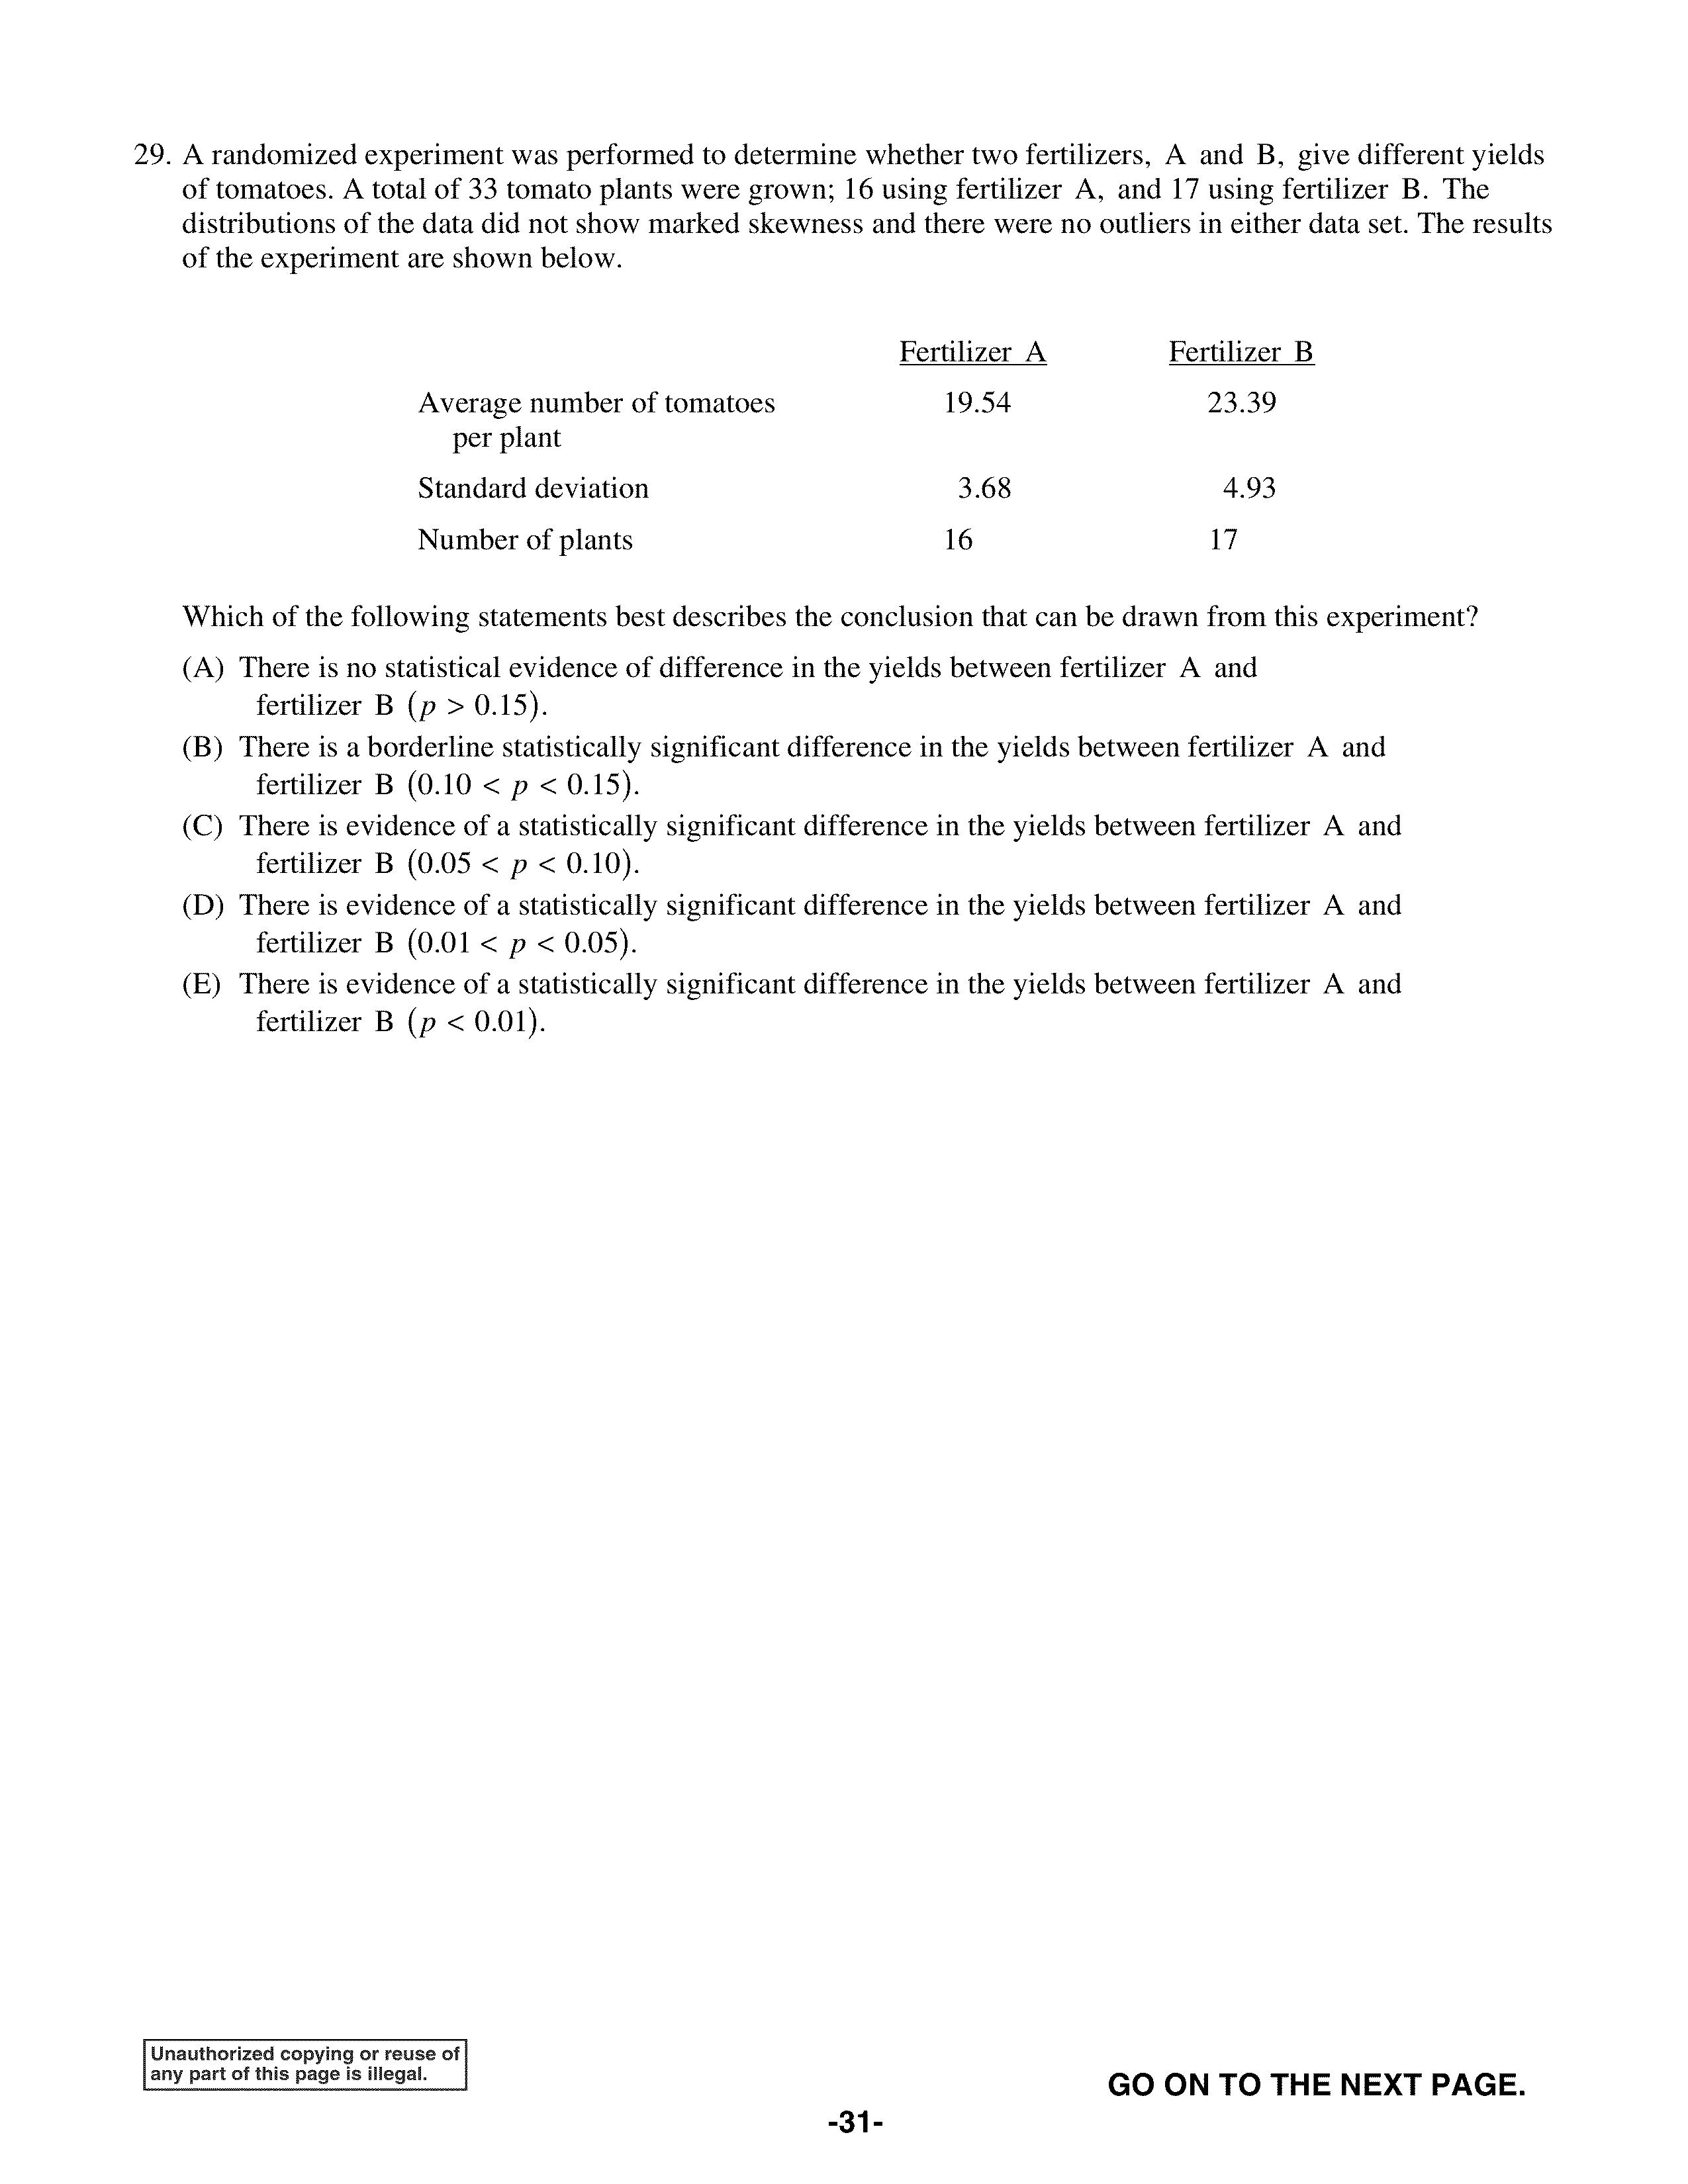 29. A randomized experiment was performed to determine whether two fertilizers, A and B, give different yields
of tomatoes. A total of 33 tomato plants were grown; 16 using fertilizer A, and 17 using fertilizer B. The
distributions of the data did not show marked skewness and there were no outliers in either data set. The results
of the experiment are shown below.
Fertilizer A Fertilizer B
Average number of tomatoes 19.54 23.39
per plant
Standard deviation 3.68 4.93
Number of plants 16 17
Which of the following statements best describes the conclusion that can be drawn from this experiment?
(A) There is no statistical evidence of difference in the yields between fertilizer A and
fertilizer B (p > 0.15).
(B) There is a borderline statistically significant difference in the yields between fertilizer A and
fertilizer B (0.10 < p < 0.15).
(C) There is evidence of a statistically significant difference in the yields between fertilizer A and
fertilizer B (0.05 < p < 0.10).
(D) There is evidence of a statistically significant difference in the yields between fertilizer A and
fertilizer B (0.01 < p < 0.05).
(E) There is evidence of a statistically significant difference in the yields between fertilizer A and
fertilizer B (p < 0.01).
Unauthorized copying or reuse of
any part of this page is illegal.
GO ON TO THE NEXT PAGE.
-31-